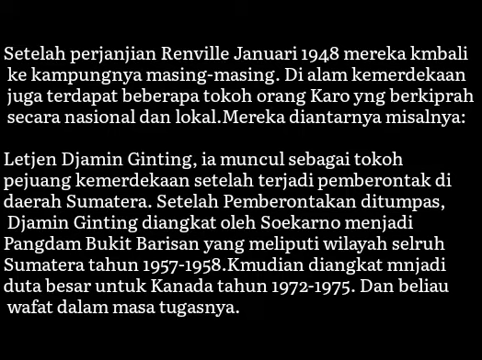 Setelah perjanjian Renville Januari 1948 mereka kmbali
ke kampungnya masing-masing. Di alam kemerdekaan
juga terdapat beberapa tokoh orang Karo yng berkiprah
secara nasional dan lokal.Mereka diantarnya misalnya:
Letjen Djamin Ginting, ia muncul sebagai tokoh
pejuang kemerdekaan setelah terjadi pemberontak di
daerah Sumatera. Setelah Pemberontakan ditumpas,
Djamin Ginting diangkat oleh Soekarno menjadi
Pangdam Bukit Barisan yang meliputi wilayah selruh
Sumatera tahun 1957-1958.Kmudian diangkat mnjadi
duta besar untuk Kanada tahun 1972-1975. Dan beliau
wafat dalam masa tugasnya.